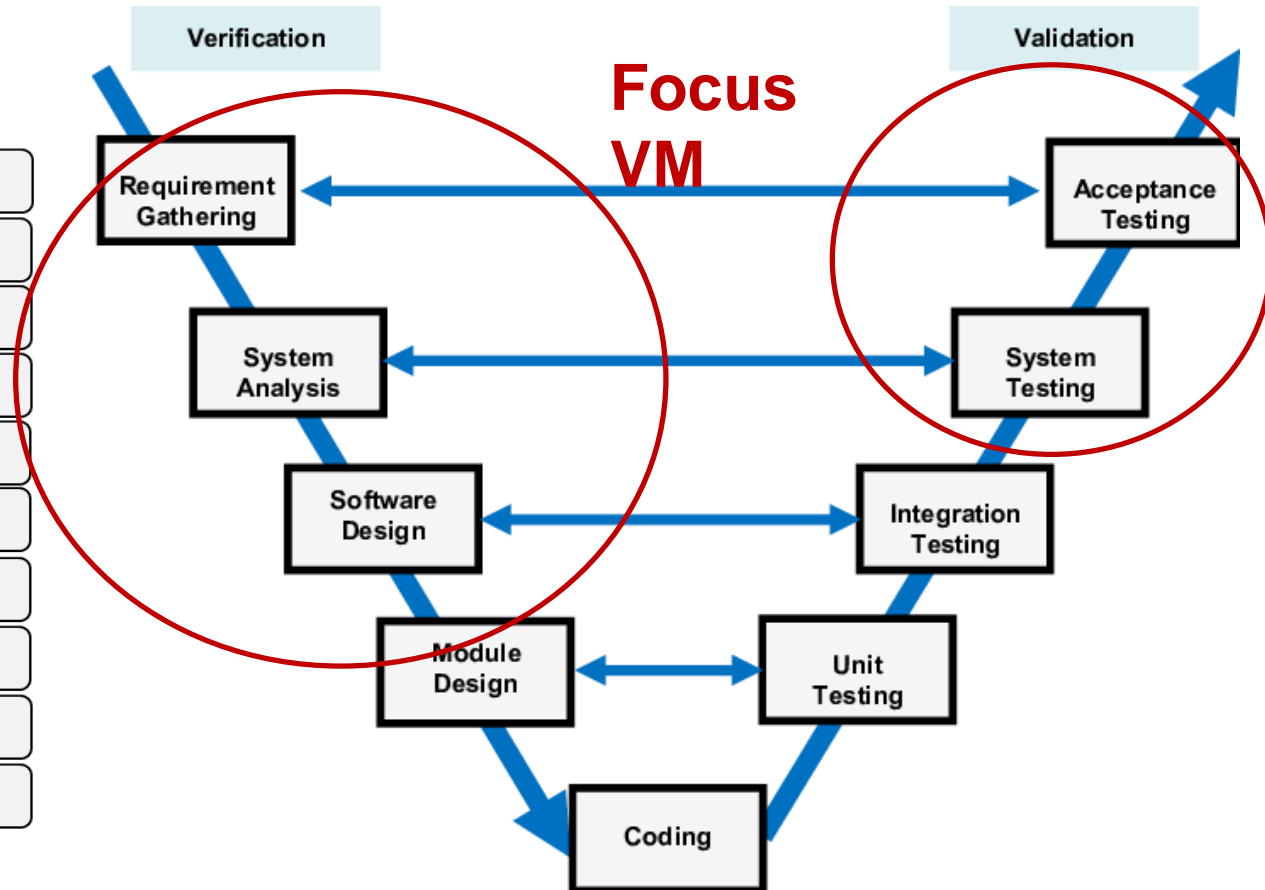 Verification
Validation
Focus
VM
Requirement
Gathering
Acceptance
Testing
System
Analysis
System
Testing
Software
Design
Integration
Testing
Module
Design
Unit
Testing
Coding